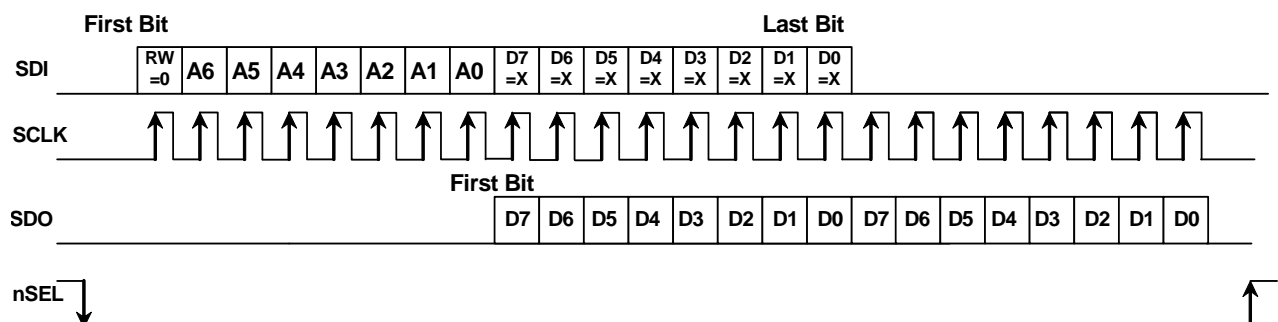 First Bit Last Bit
SDI RW =0 A6 A5 A4 A3 A2 A1 A0 D7 =X D6 =X D5 =X D4 =X D3 =X D2 =X D1 =X D0 =X
SCLK
First Bit
SDO D7 D6 D5 D4 D3 D2 D1 D0 D7 D6 D5 D4 D3 D2 D1 D0
nSEL